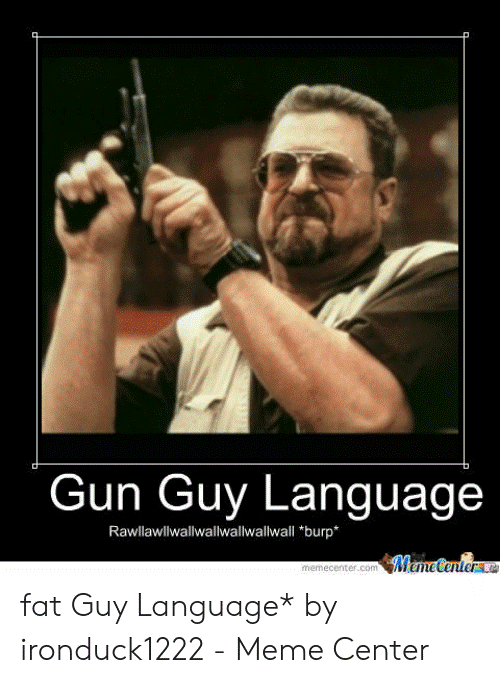 Gun Guy Language
Rawllawllwallwallwallwallwall *burp*
memecenter.com MemeCenter
fat Guy Language* by
ironduck1222 - Meme Center